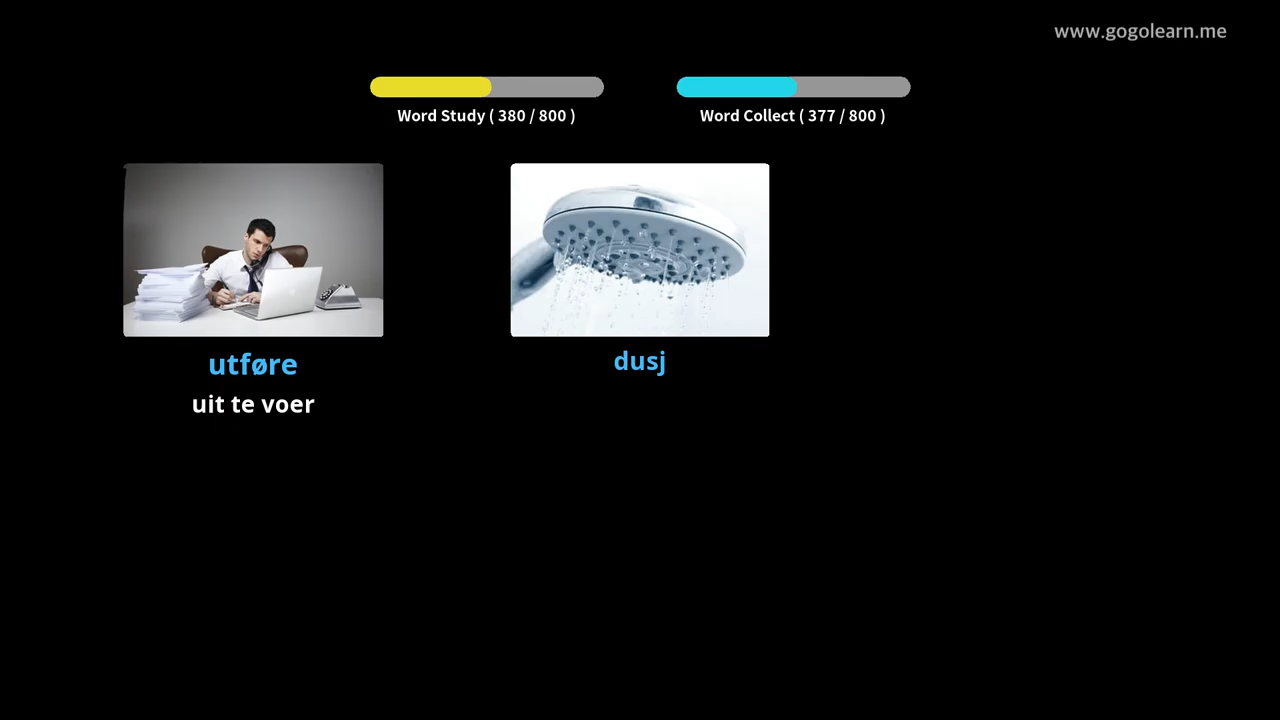 www.gogolearn.me
Word Study ( 380 / 800 )
Word Collect ( 377 / 800 )
utføre
dusj
uit te voer